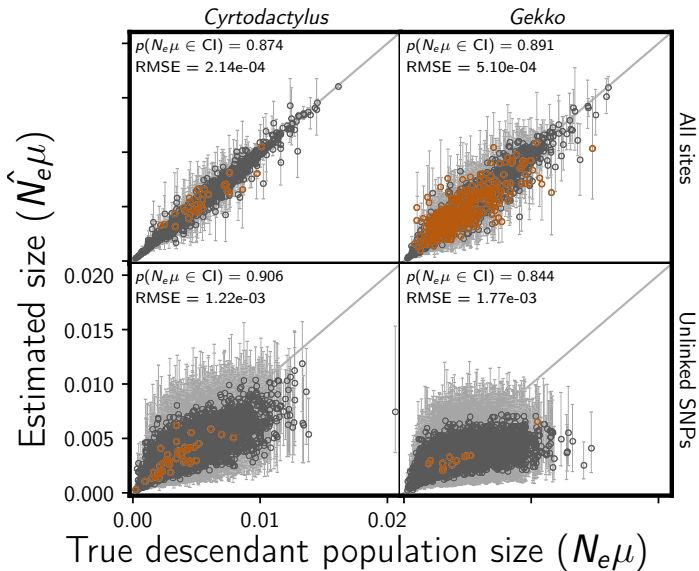 Cyrtodactylus
Gekko
p(N_eμ ∈ CI) = 0.874
RMSE = 2.14e-04
p(N_eμ ∈ CI) = 0.891
RMSE = 5.10e-04
All sites
p(N_eμ ∈ CI) = 0.906
RMSE = 1.22e-03
p(N_eμ ∈ CI) = 0.844
RMSE = 1.77e-03
Unlinked SNPs
Estimated size (N̂_eμ)
0.020
0.015
0.010
0.005
0.000
0.00
0.01
0.02
True descendant population size (N_eμ)